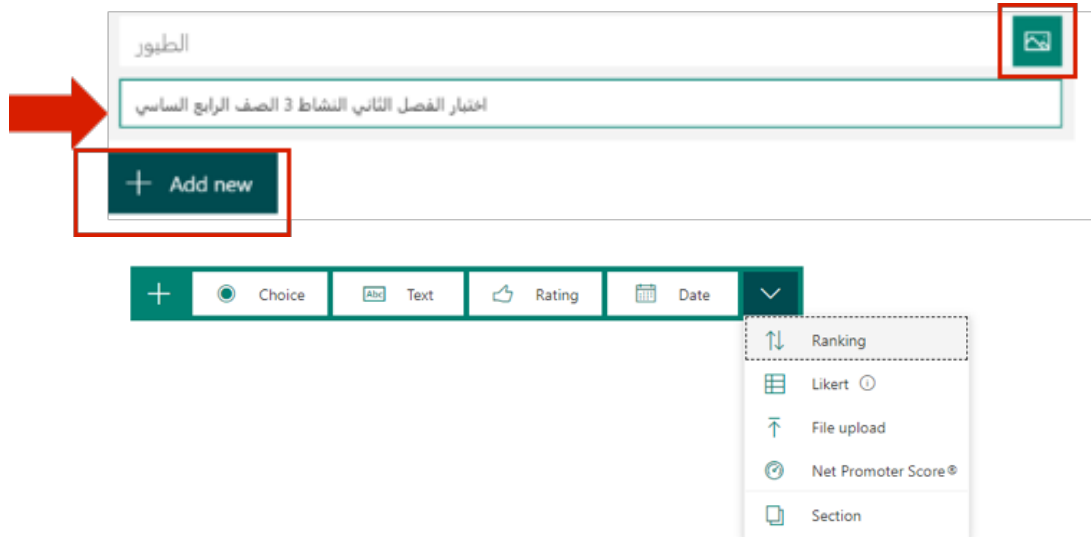 الطيور
اختبار الفصل الثاني النشاط 3 الصف الرابع الساسي
Add new
Choice Abc Text Rating Date
Ranking
Likert
File upload
Net Promoter Score®
Section